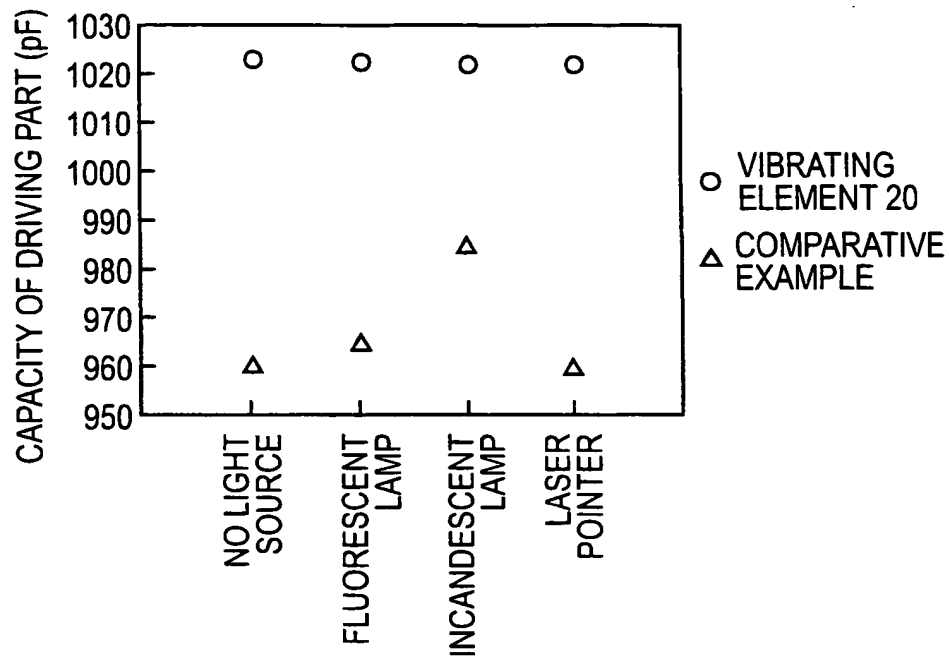 CAPACITY OF DRIVING PART (pF)
1030
1020
1010
1000
990
980
970
960
950
NO LIGHT
SOURCE
FLUORESCENT
LAMP
INCANDESCENT
LAMP
LASER
POINTER
VIBRATING
ELEMENT 20
COMPARATIVE
EXAMPLE